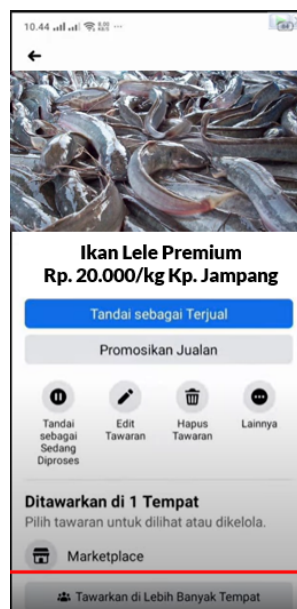 10.44
Ikan Lele Premium
Rp. 20.000/kg Kp. Jampang
Tandai sebagai Terjual
Promosikan Jualan
Tandai sebagai Sedang Diproses
Edit Tawaran
Hapus Tawaran
Lainnya
Ditawarkan di 1 Tempat
Pilih tawaran untuk dilihat atau dikelola.
Marketplace
Tawarkan di Lebih Banyak Tempat